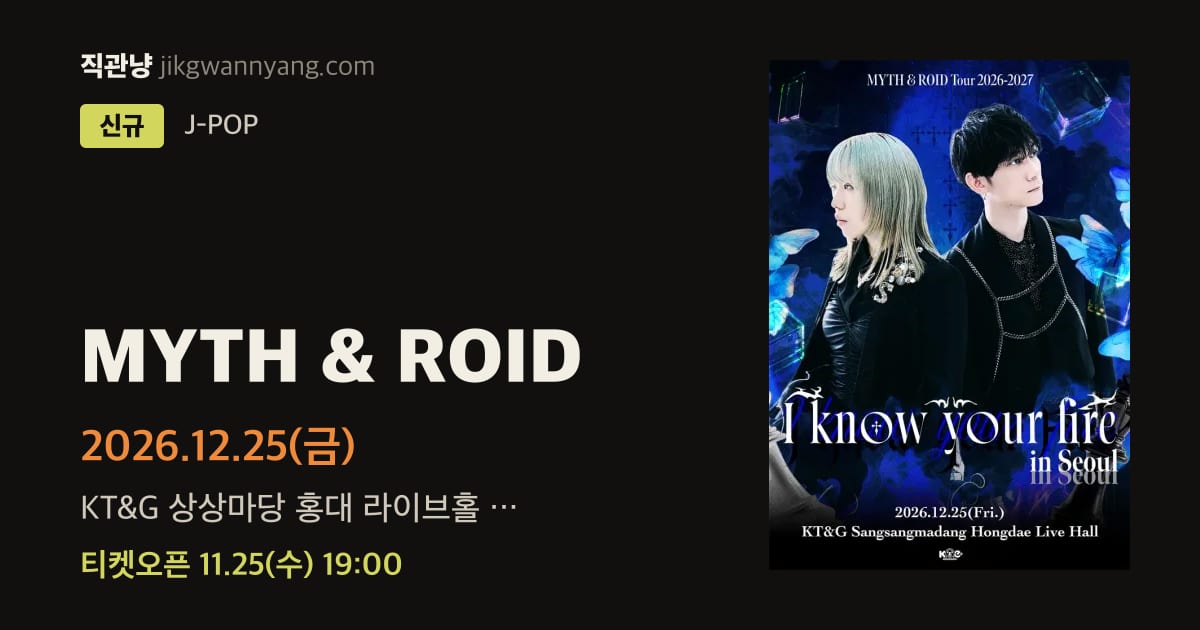 직관냥 jikgwannyang.com
신규 J-POP
MYTH & ROID
2026.12.25(금)
KT&G 상상마당 홍대 라이브홀 …
티켓오픈 11.25(수) 19:00
MYTH & ROID Tour 2026-2027
I know your fire
in Seoul
2026.12.25(Fri.)
KT&G Sangsangmadang Hongdae Live Hall